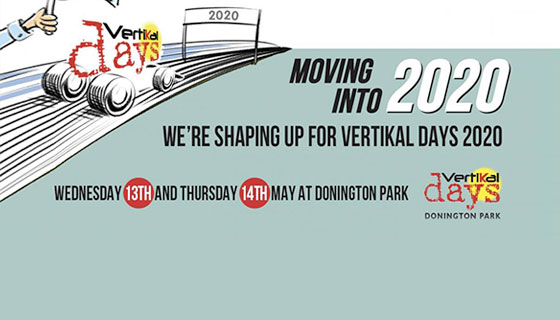 Vertikal
days
2020
MOVING
INTO 2020
WE'RE SHAPING UP FOR VERTIKAL DAYS 2020
WEDNESDAY 13TH AND THURSDAY 14TH MAY AT DONINGTON PARK
Vertikal
days
DONINGTON PARK